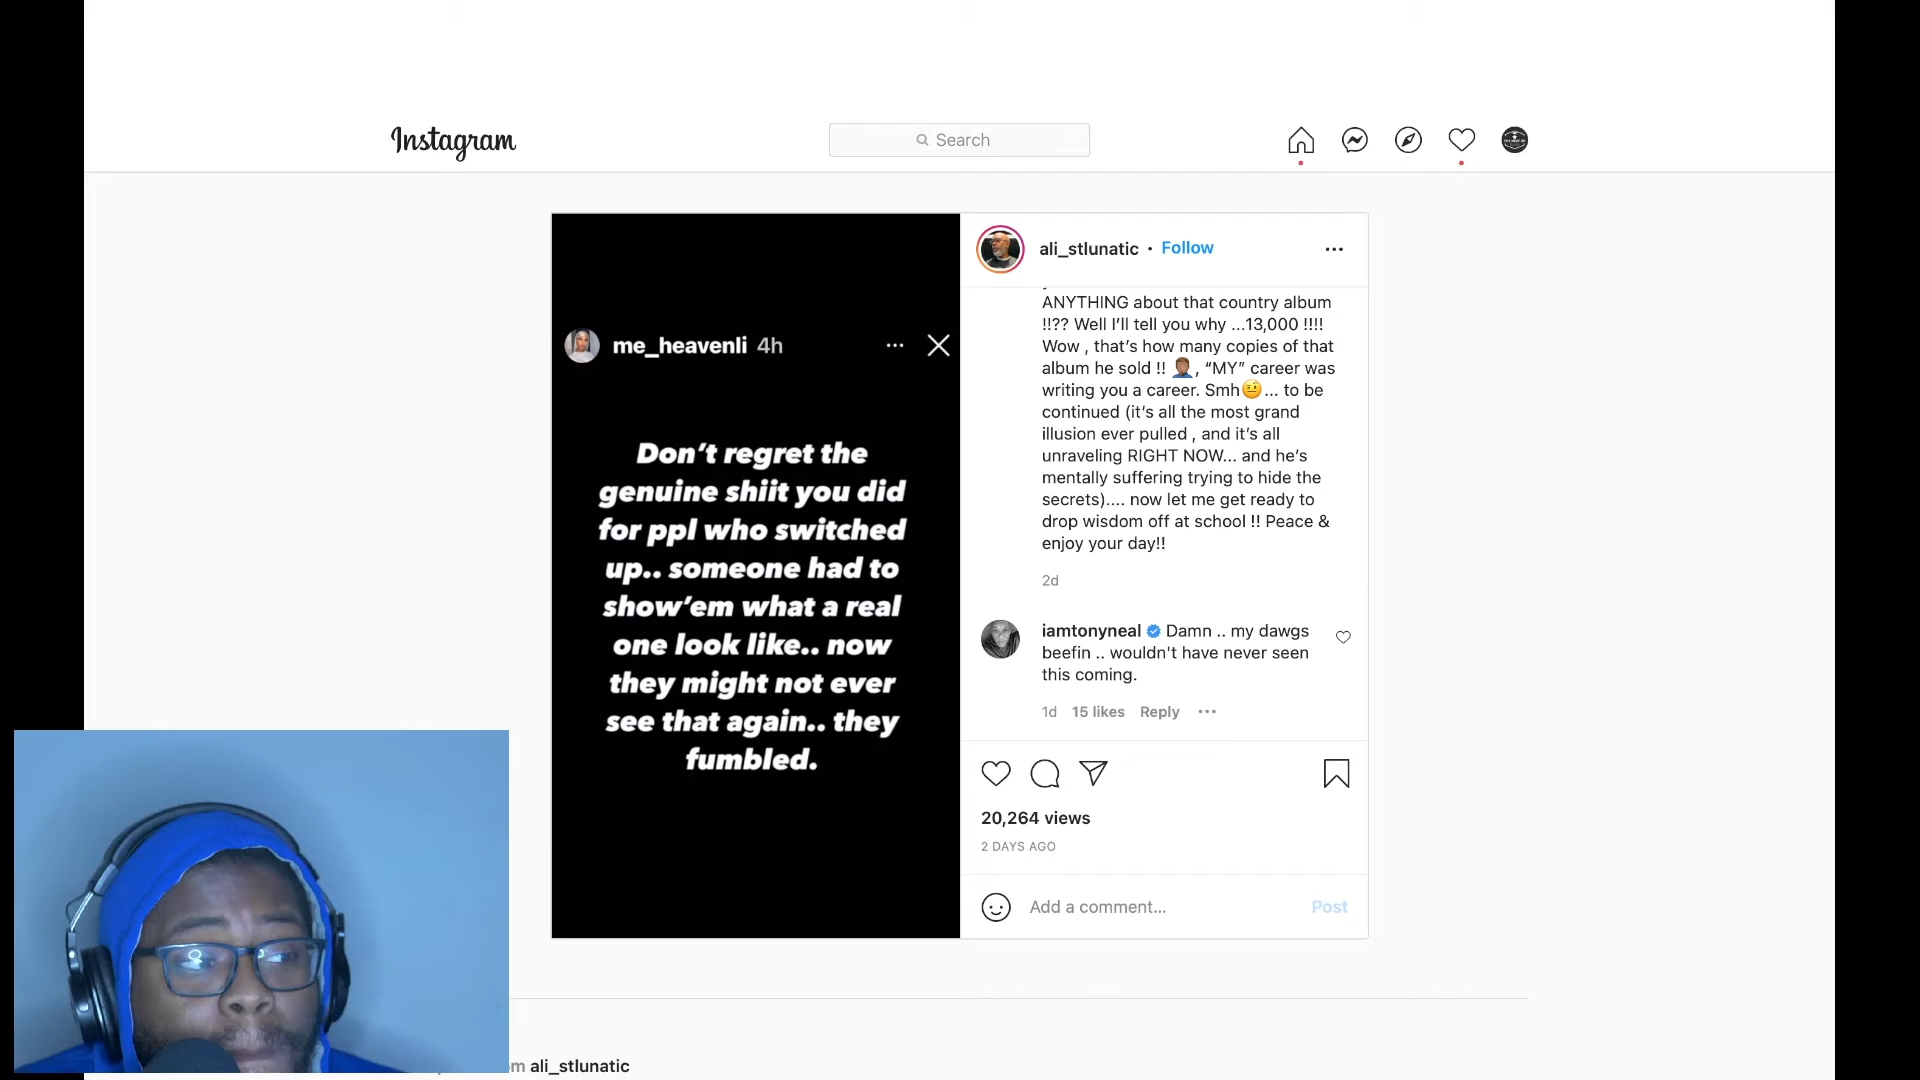 Instagram
Search
me_heavenli 4h
Don't regret the
genuine shiit you did
for ppl who switched
up.. someone had to
show'em what a real
one look like.. now
they might not ever
see that again.. they
fumbled.
ali_stlunatic • Follow
ANYTHING about that country album
!!?? Well I'll tell you why ...13,000 !!!!
Wow , that's how many copies of that
album he sold !! 🤦🏾‍♂️, “MY” career was
writing you a career. Smh🤨... to be
continued (it's all the most grand
illusion ever pulled , and it's all
unraveling RIGHT NOW... and he's
mentally suffering trying to hide the
secrets).... now let me get ready to
drop wisdom off at school !! Peace &
enjoy your day!!
2d
iamtonyneal Damn .. my dawgs
beefin .. wouldn't have never seen
this coming.
1d 15 likes Reply
20,264 views
2 DAYS AGO
Add a comment... Post
ali_stlunatic